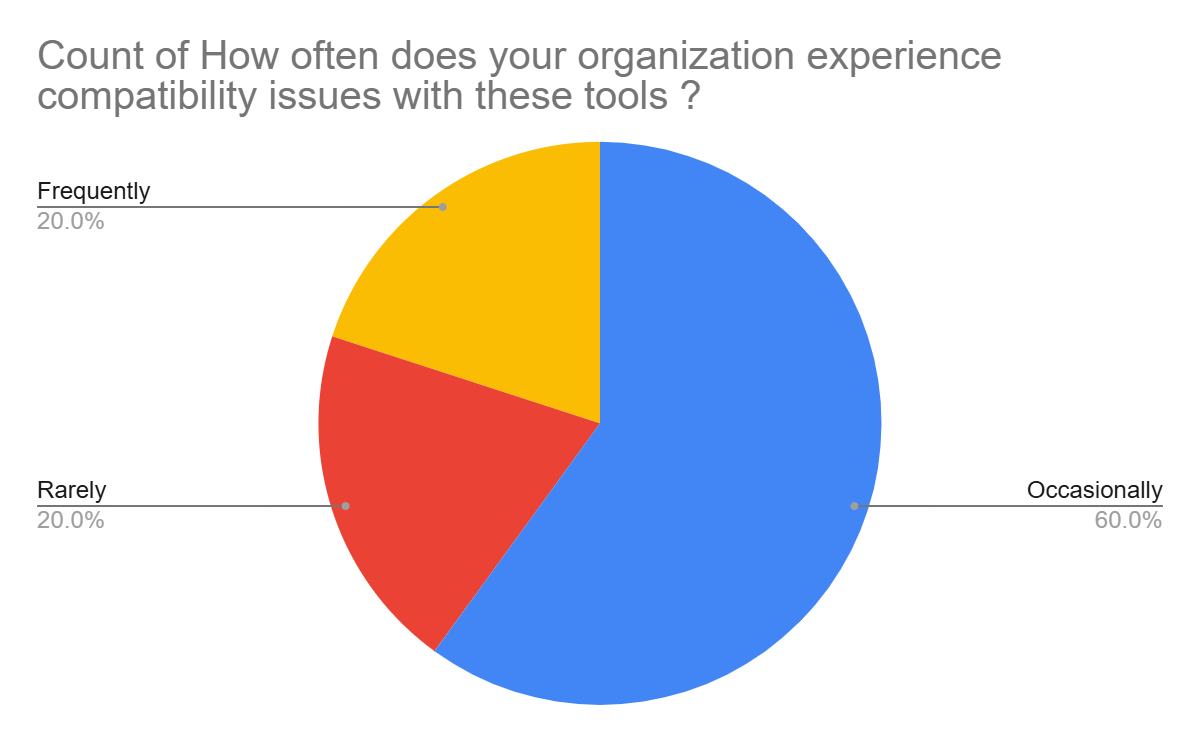 Count of How often does your organization experience
compatibility issues with these tools ?
Frequently
20.0%
Rarely
20.0%
Occasionally
60.0%